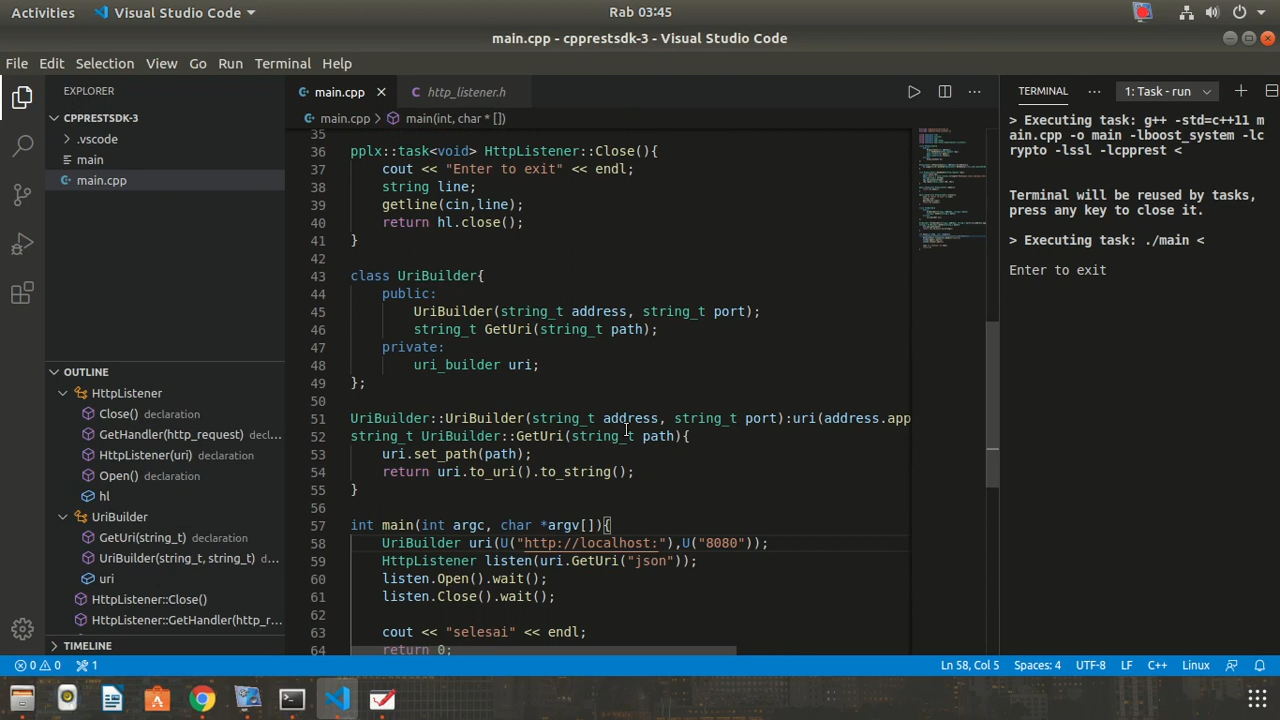 Activities
Visual Studio Code
Rab 03:45
main.cpp - cpprestsdk-3 - Visual Studio Code
File Edit Selection View Go Run Terminal Help
EXPLORER
CPPRESTSDK-3
.vscode
main
main.cpp
OUTLINE
HttpListener
Close() declaration
GetHandler(http_request) decl...
HttpListener(uri) declaration
Open() declaration
hl
UriBuilder
GetUri(string_t) declaration
UriBuilder(string_t, string_t) d...
uri
HttpListener::Close()
HttpListener::GetHandler(http_r...
TIMELINE
main.cpp
http_listener.h
main.cpp > main(int, char * [])
35
36 pplx::task<void> HttpListener::Close(){
37 cout << "Enter to exit" << endl;
38 string line;
39 getline(cin,line);
40 return hl.close();
41 }
42
43 class UriBuilder{
44 public:
45 UriBuilder(string_t address, string_t port);
46 string_t GetUri(string_t path);
47 private:
48 uri_builder uri;
49 };
50
51 UriBuilder::UriBuilder(string_t address, string_t port):uri(address.app
52 string_t UriBuilder::GetUri(string_t path){
53 uri.set_path(path);
54 return uri.to_uri().to_string();
55 }
56
57 int main(int argc, char *argv[]){
58 UriBuilder uri(U("http://localhost:"),U("8080"));
59 HttpListener listen(uri.GetUri("json"));
60 listen.Open().wait();
61 listen.Close().wait();
62
63 cout << "selesai" << endl;
64 return 0;
TERMINAL
1: Task - run
> Executing task: g++ -std=c++11 m
ain.cpp -o main -lboost_system -lc
rypto -lssl -lcpprest <
Terminal will be reused by tasks,
press any key to close it.
> Executing task: ./main <
Enter to exit
0 0 1
Ln 58, Col 5 Spaces: 4 UTF-8 LF C++ Linux